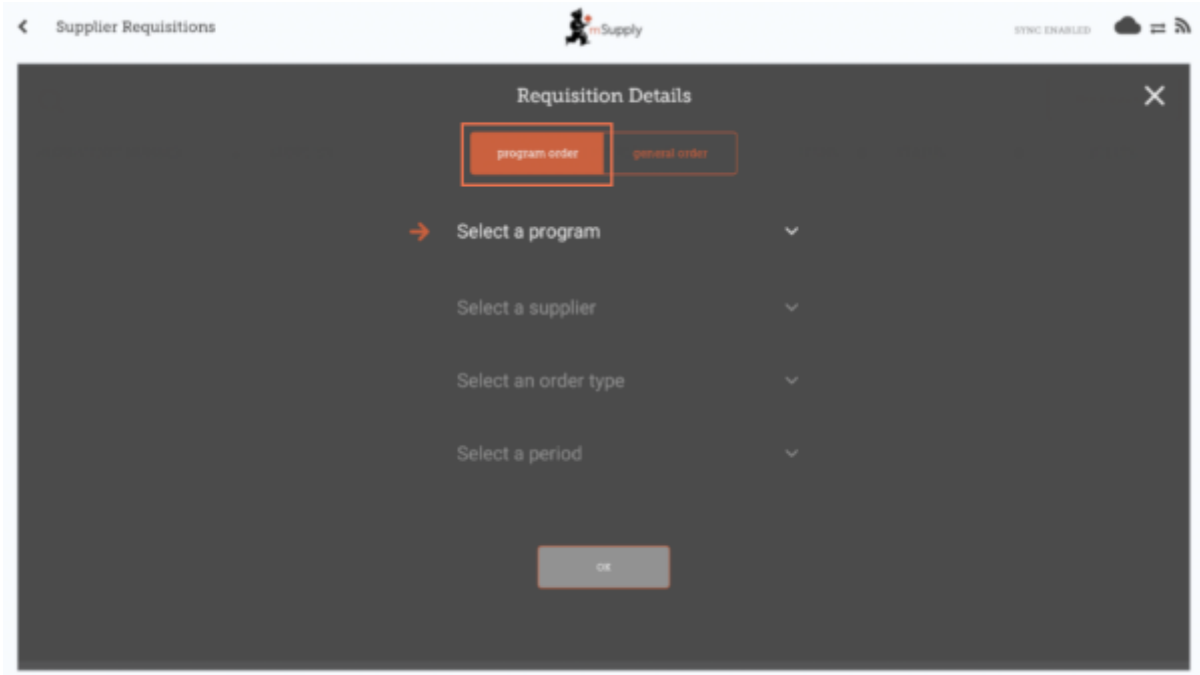 Supplier Requisitions
mSupply
SYNC ENABLED
Requisition Details
program order
general order
Select a program
Select a supplier
Select an order type
Select a period
OK